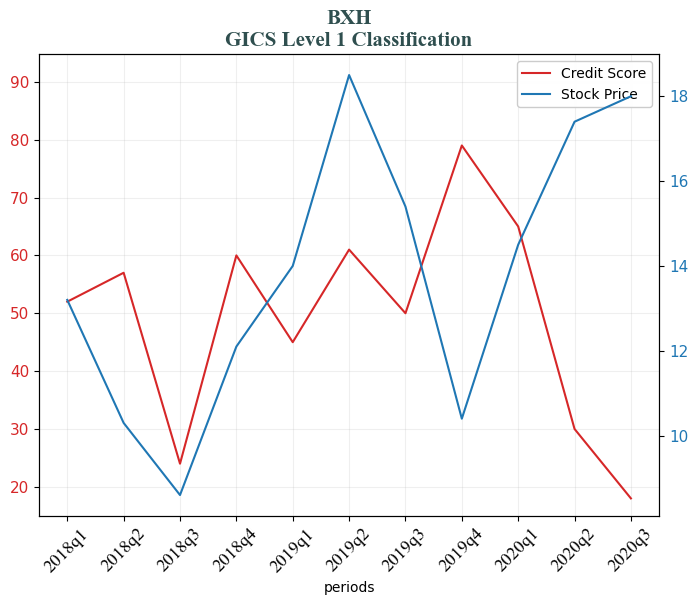 BXH
GICS Level 1 Classification
Credit Score
Stock Price
90
80
70
60
50
40
30
20
18
16
14
12
10
2018q1
2018q2
2018q3
2018q4
2019q1
2019q2
2019q3
2019q4
2020q1
2020q2
2020q3
periods